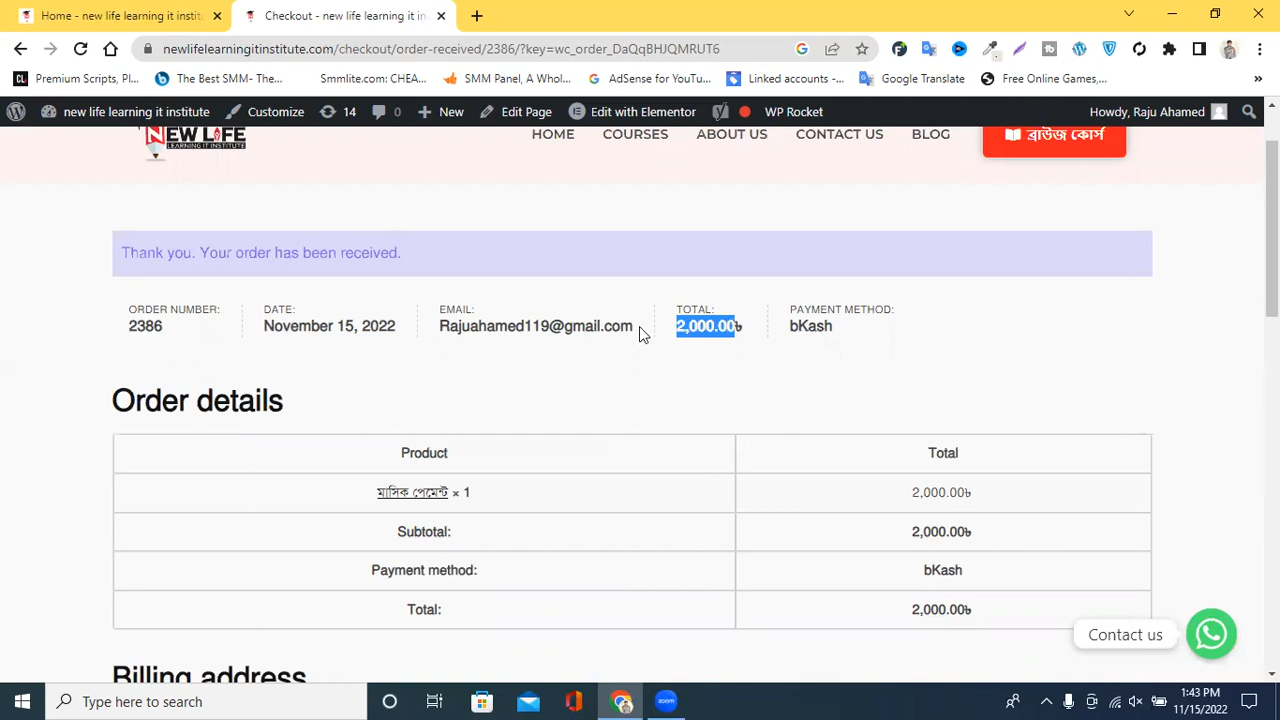 Home - new life learning it instit
Checkout - new life learning it in
newlifelearningitinstitute.com/checkout/order-received/2386/?key=wc_order_DaQqBHJQMRUT6
Premium Scripts, Pl...
The Best SMM- The...
Smmlite.com: CHEA...
SMM Panel, A Whol...
AdSense for YouTu...
Linked accounts -...
Google Translate
Free Online Games,...
new life learning it institute
Customize
14
0
New
Edit Page
Edit with Elementor
WP Rocket
Howdy, Raju Ahamed
NEW LIFE
LEARNING IT INSTITUTE
HOME
COURSES
ABOUT US
CONTACT US
BLOG
ব্রাউজ কোর্স
Thank you. Your order has been received.
ORDER NUMBER:
2386
DATE:
November 15, 2022
EMAIL:
Rajuahamed119@gmail.com
TOTAL:
2,000.00৳
PAYMENT METHOD:
bKash
Order details
Product
Total
মাসিক পেমেন্ট × 1
2,000.00৳
Subtotal:
2,000.00৳
Payment method:
bKash
Total:
2,000.00৳
Billing address
Contact us
Type here to search
zoom
1:43 PM
11/15/2022